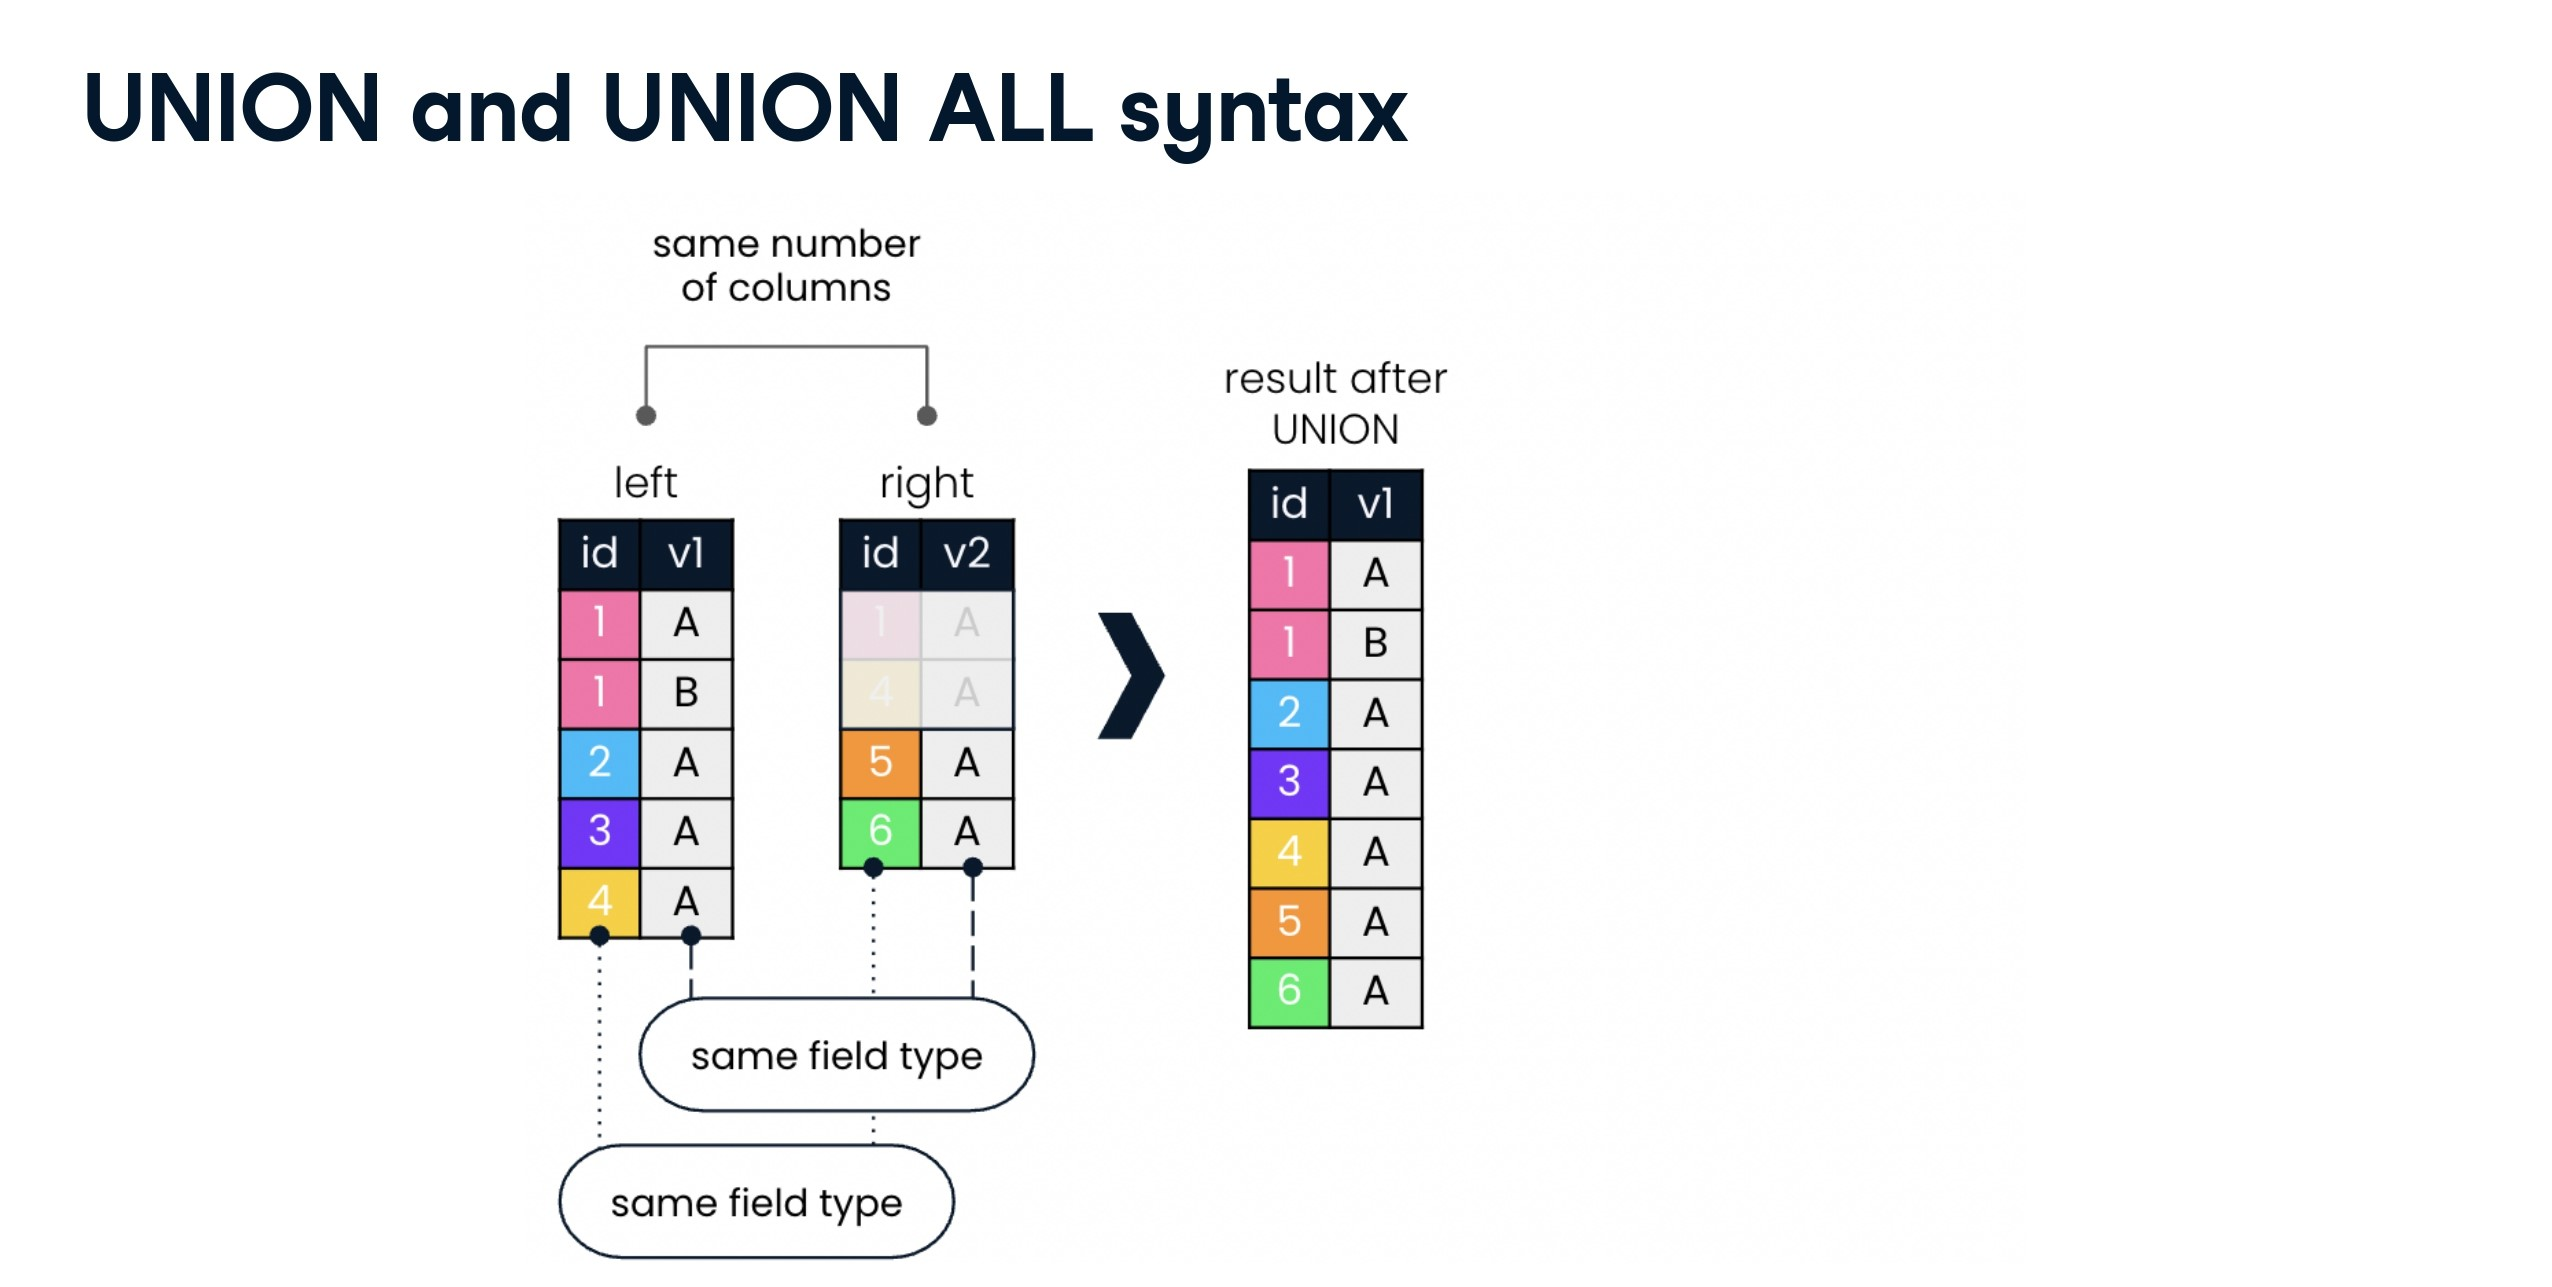 UNION and UNION ALL syntax
same number
of columns
left
id v1
1 A
1 B
2 A
3 A
4 A
right
id v2
1 A
4 A
5 A
6 A
same field type
same field type
result after
UNION
id v1
1 A
1 B
2 A
3 A
4 A
5 A
6 A